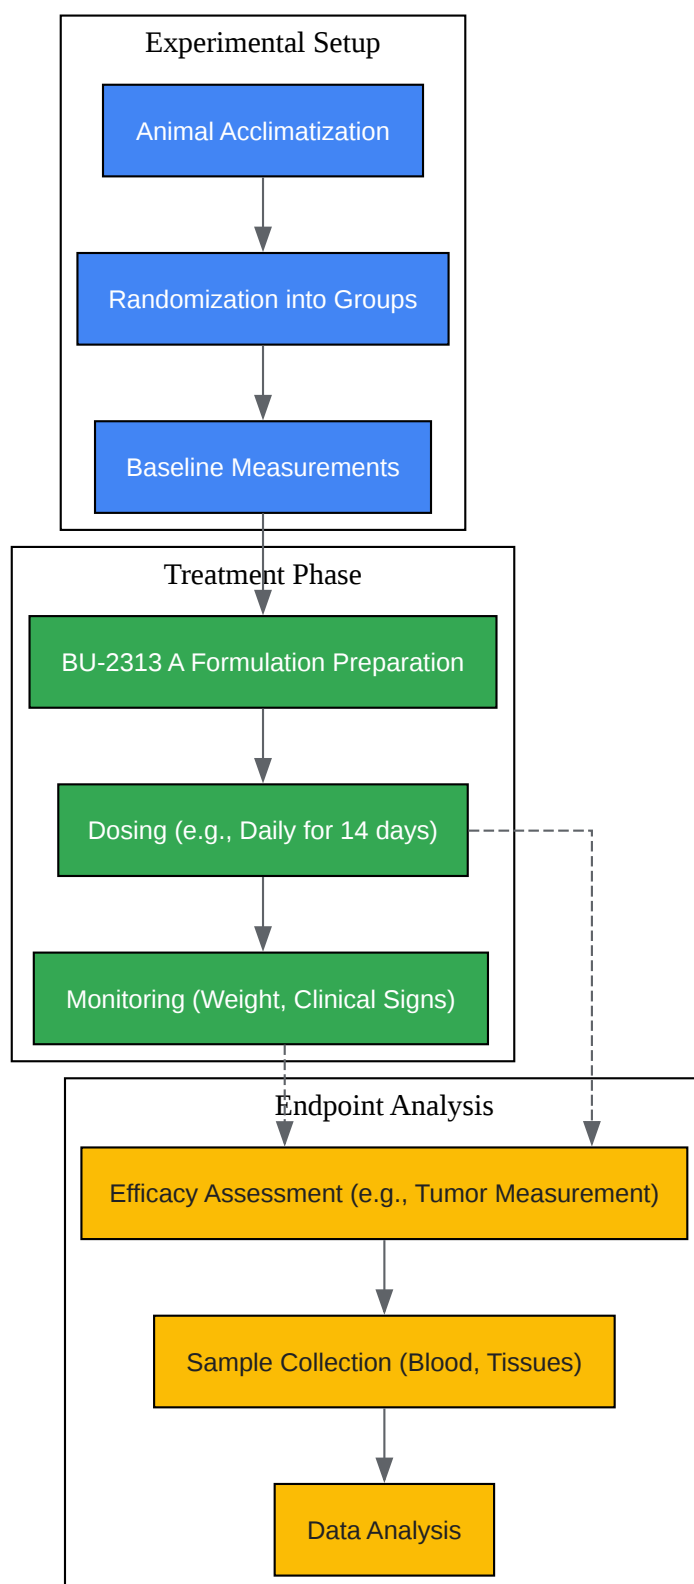 Experimental Setup
Animal Acclimatization
Randomization into Groups
Baseline Measurements
Treatment Phase
BU-2313 A Formulation Preparation
Dosing (e.g., Daily for 14 days)
Monitoring (Weight, Clinical Signs)
Endpoint Analysis
Efficacy Assessment (e.g., Tumor Measurement)
Sample Collection (Blood, Tissues)
Data Analysis